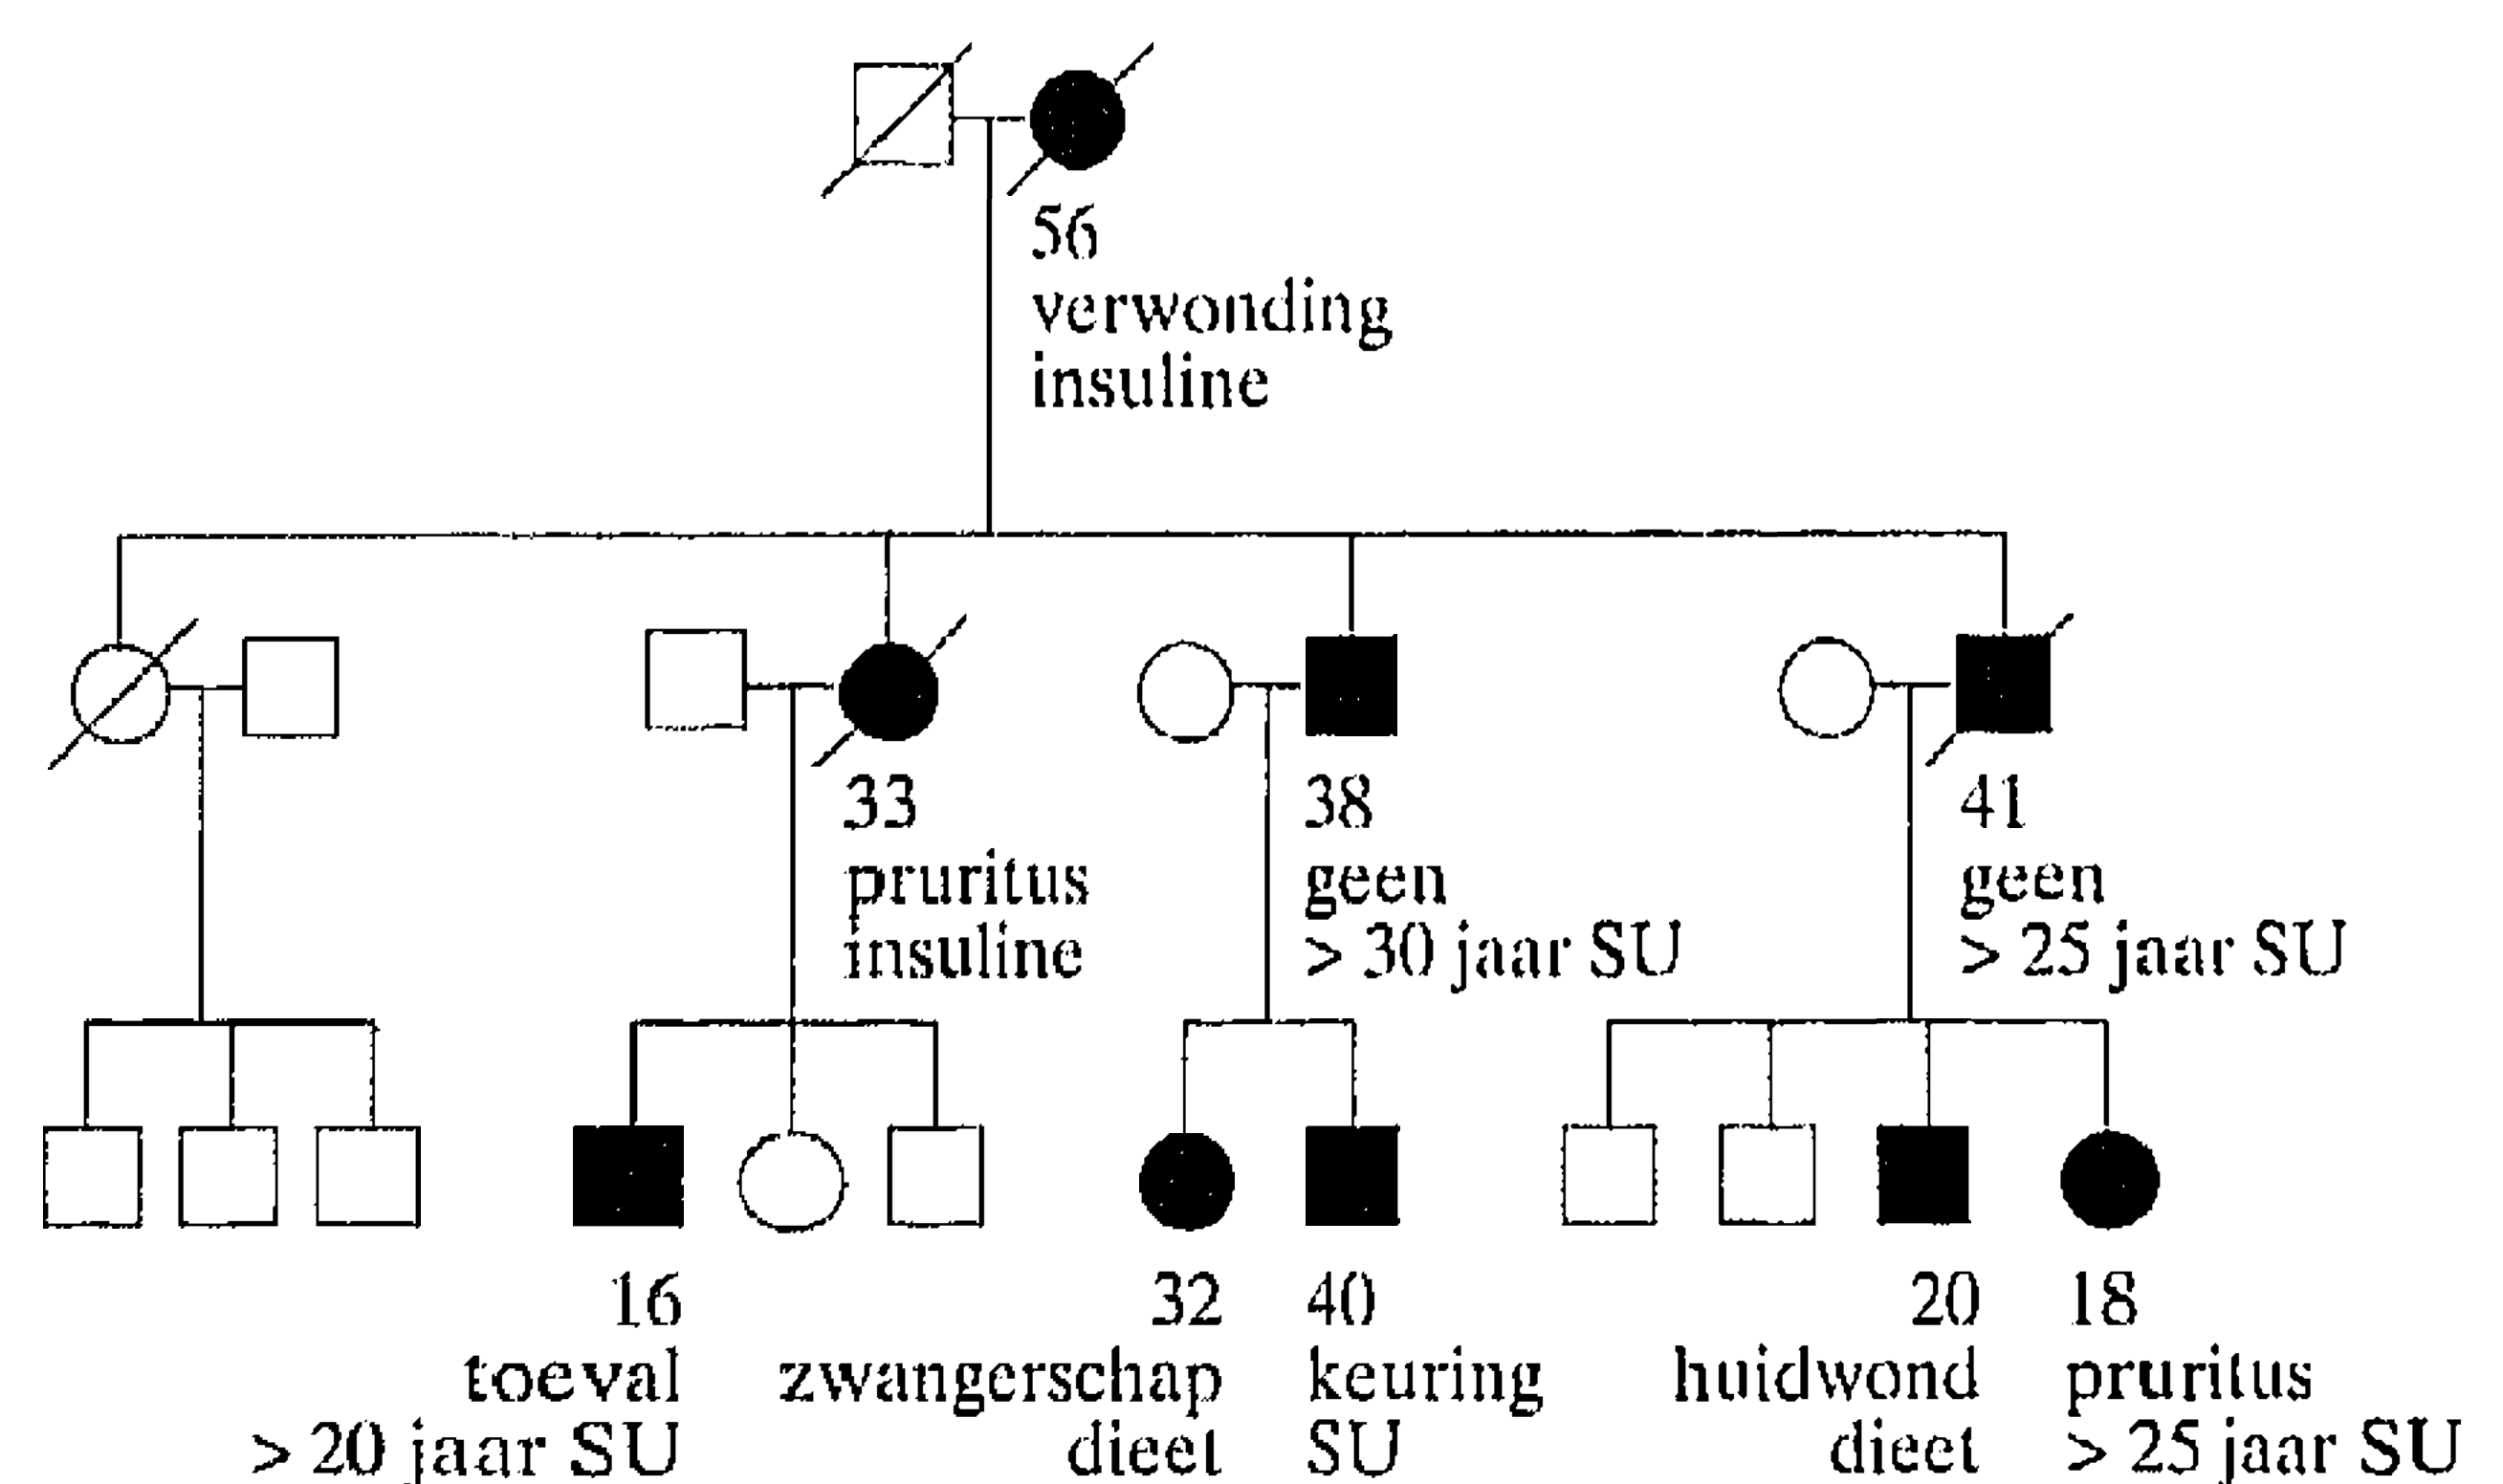 56
verwonding
insuline
33
pruritus
insuline
38
geen
> 30 jaar SU
41
geen
> 25 jaar SU
16
toeval
> 20 jaar SU
32
zwangerschap
dieet
40
keuring
SU
20
huidwond
dieet
18
pruritus
> 25 jaar SU